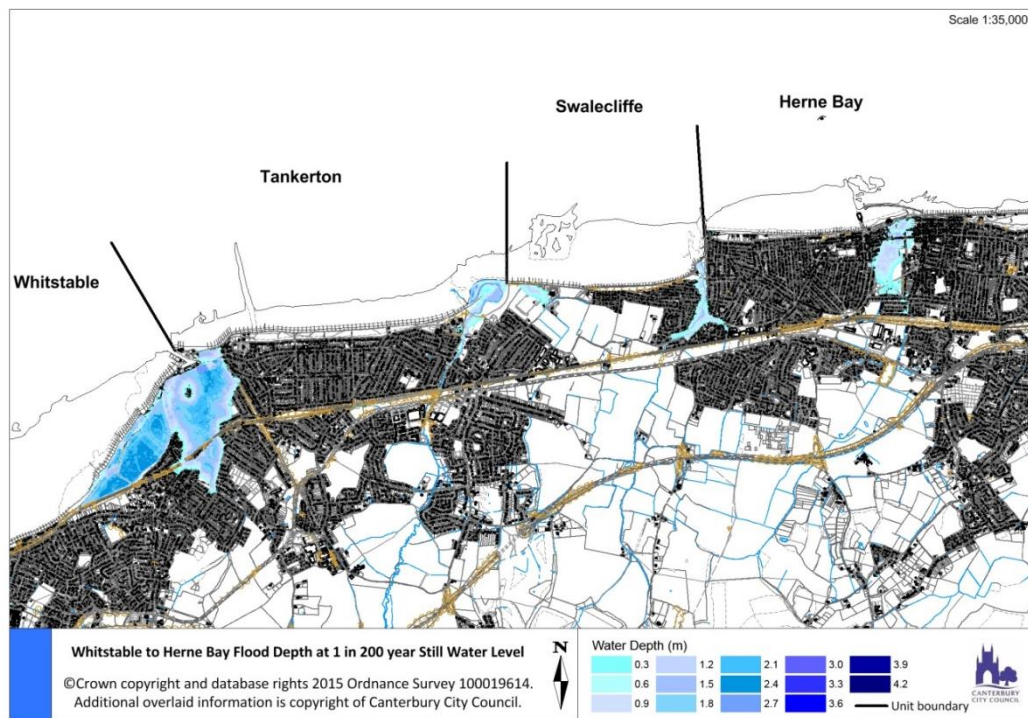 Scale 1:35,000
Herne Bay
Swalecliffe
Tankerton
Whitstable
Whitstable to Herne Bay Flood Depth at 1 in 200 year Still Water Level
©Crown copyright and database rights 2015 Ordnance Survey 100019614.
Additional overlaid information is copyright of Canterbury City Council.
N
Water Depth (m)
0.3 1.2 2.1 3.0 3.9
0.6 1.5 2.4 3.3 4.2
0.9 1.8 2.7 3.6 Unit boundary
CANTERBURY
CITY COUNCIL